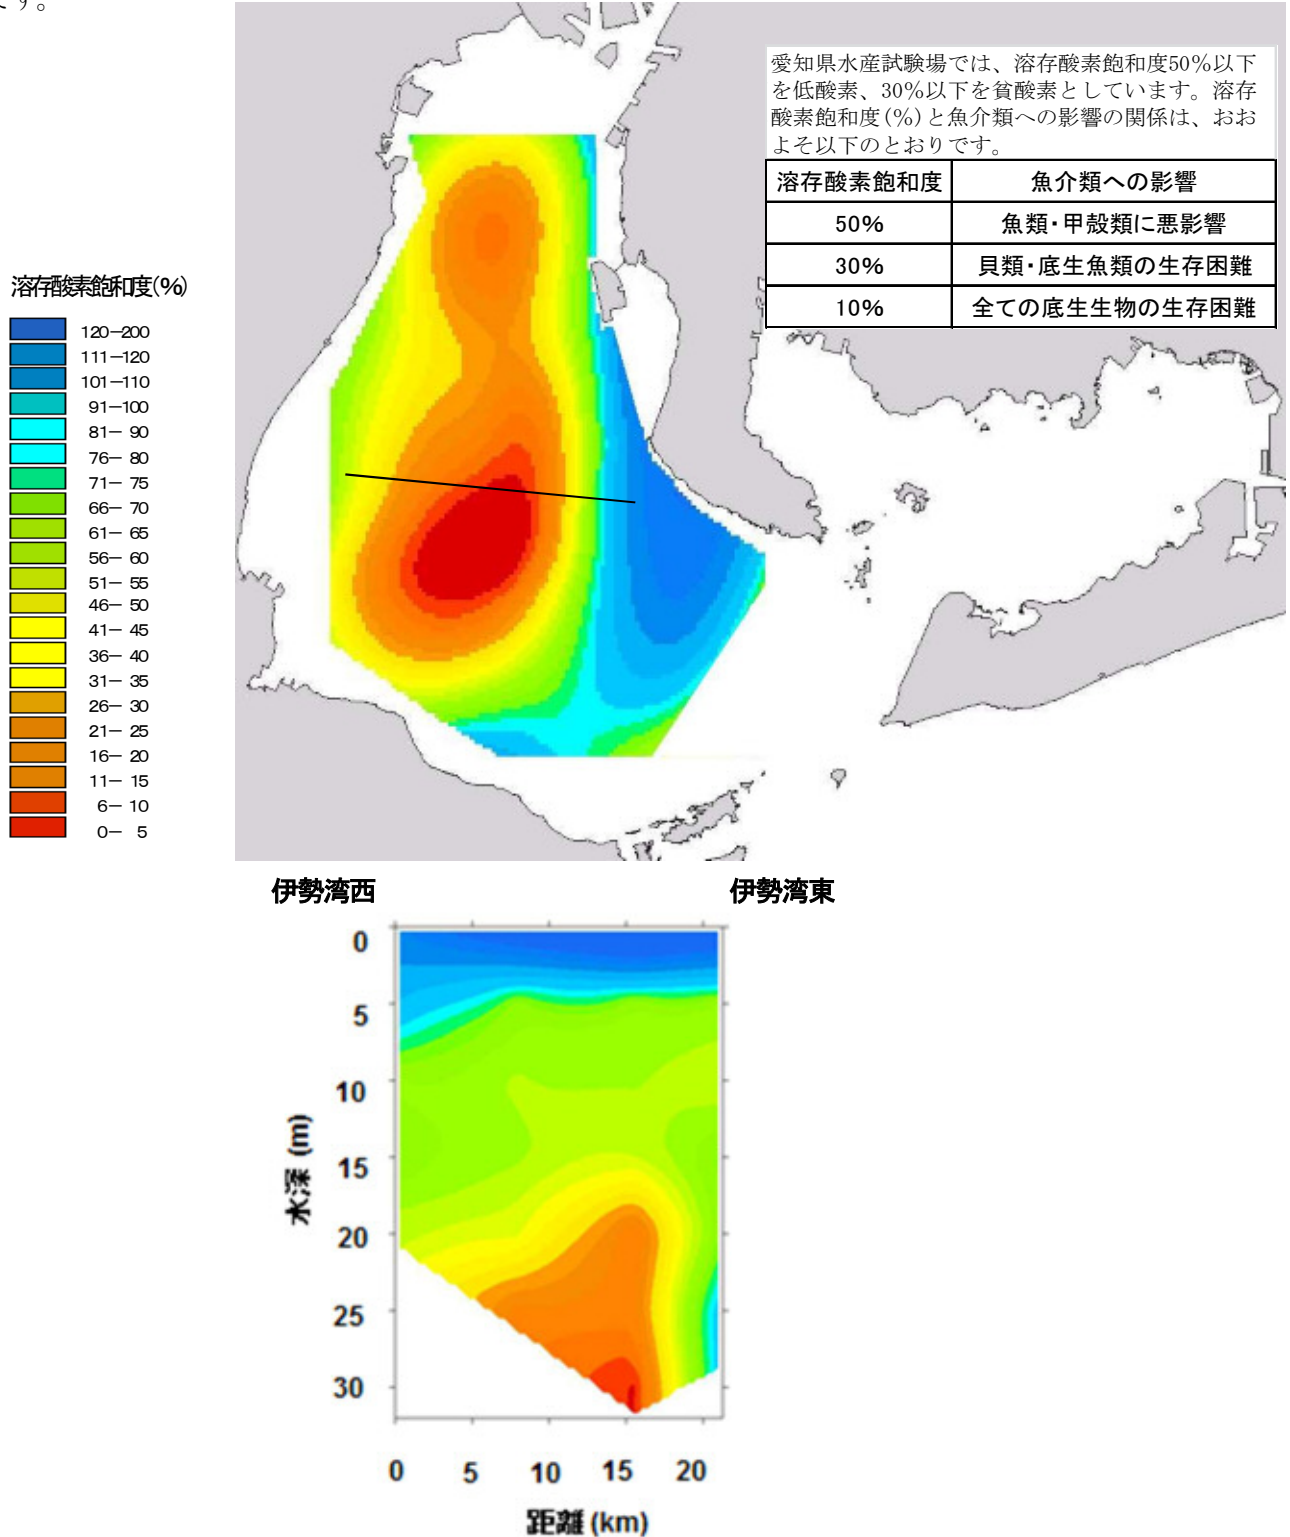 です。
愛知県水産試験場では、溶存酸素飽和度50%以下
を低酸素、30%以下を貧酸素としています。溶存
酸素飽和度(%)と魚介類への影響の関係は、おお
よそ以下のとおりです。
溶存酸素飽和度 魚介類への影響
50% 魚類・甲殻類に悪影響
30% 貝類・底生魚類の生存困難
10% 全ての底生生物の生存困難
溶存酸素飽和度(%)
120-200
111-120
101-110
91-100
81- 90
76- 80
71- 75
66- 70
61- 65
56- 60
51- 55
46- 50
41- 45
36- 40
31- 35
26- 30
21- 25
16- 20
11- 15
6- 10
0- 5
伊勢湾西 伊勢湾東
0
5
10
15
20
25
30
水深 (m)
0 5 10 15 20
距離 (km)